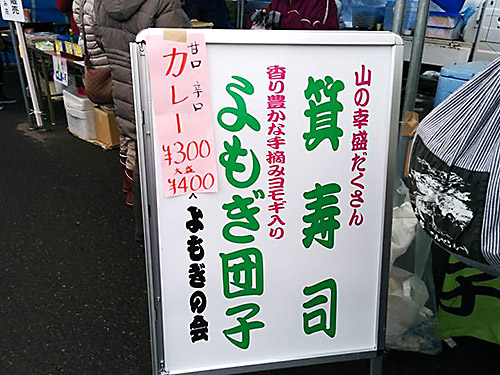 山の幸盛だくさん
箕寿司
香り豊かな手摘みヨモギ入り
よもぎ団子
よもぎの会
甘口 辛口
カレー
¥300
大盛
¥400